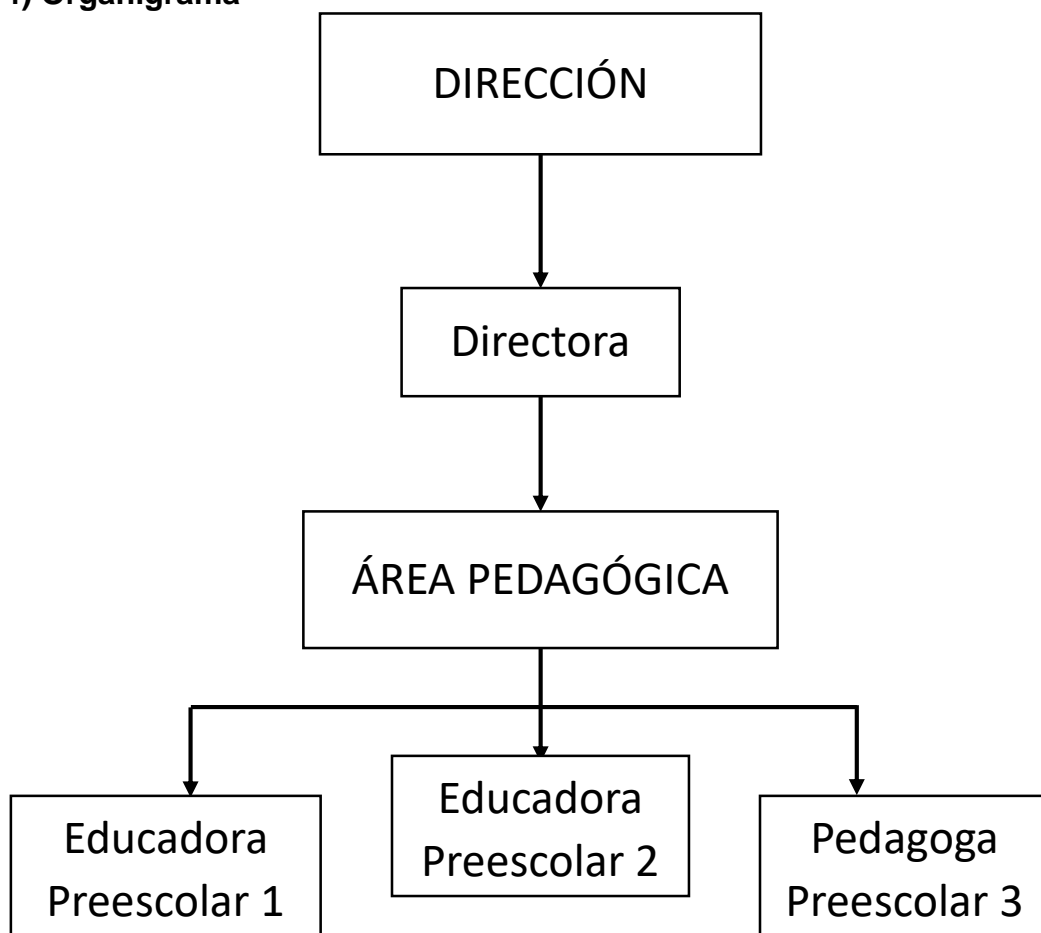 Organigrama
DIRECCIÓN
Directora
ÁREA PEDAGÓGICA
Educadora
Preescolar 1
Educadora
Preescolar 2
Pedagoga
Preescolar 3